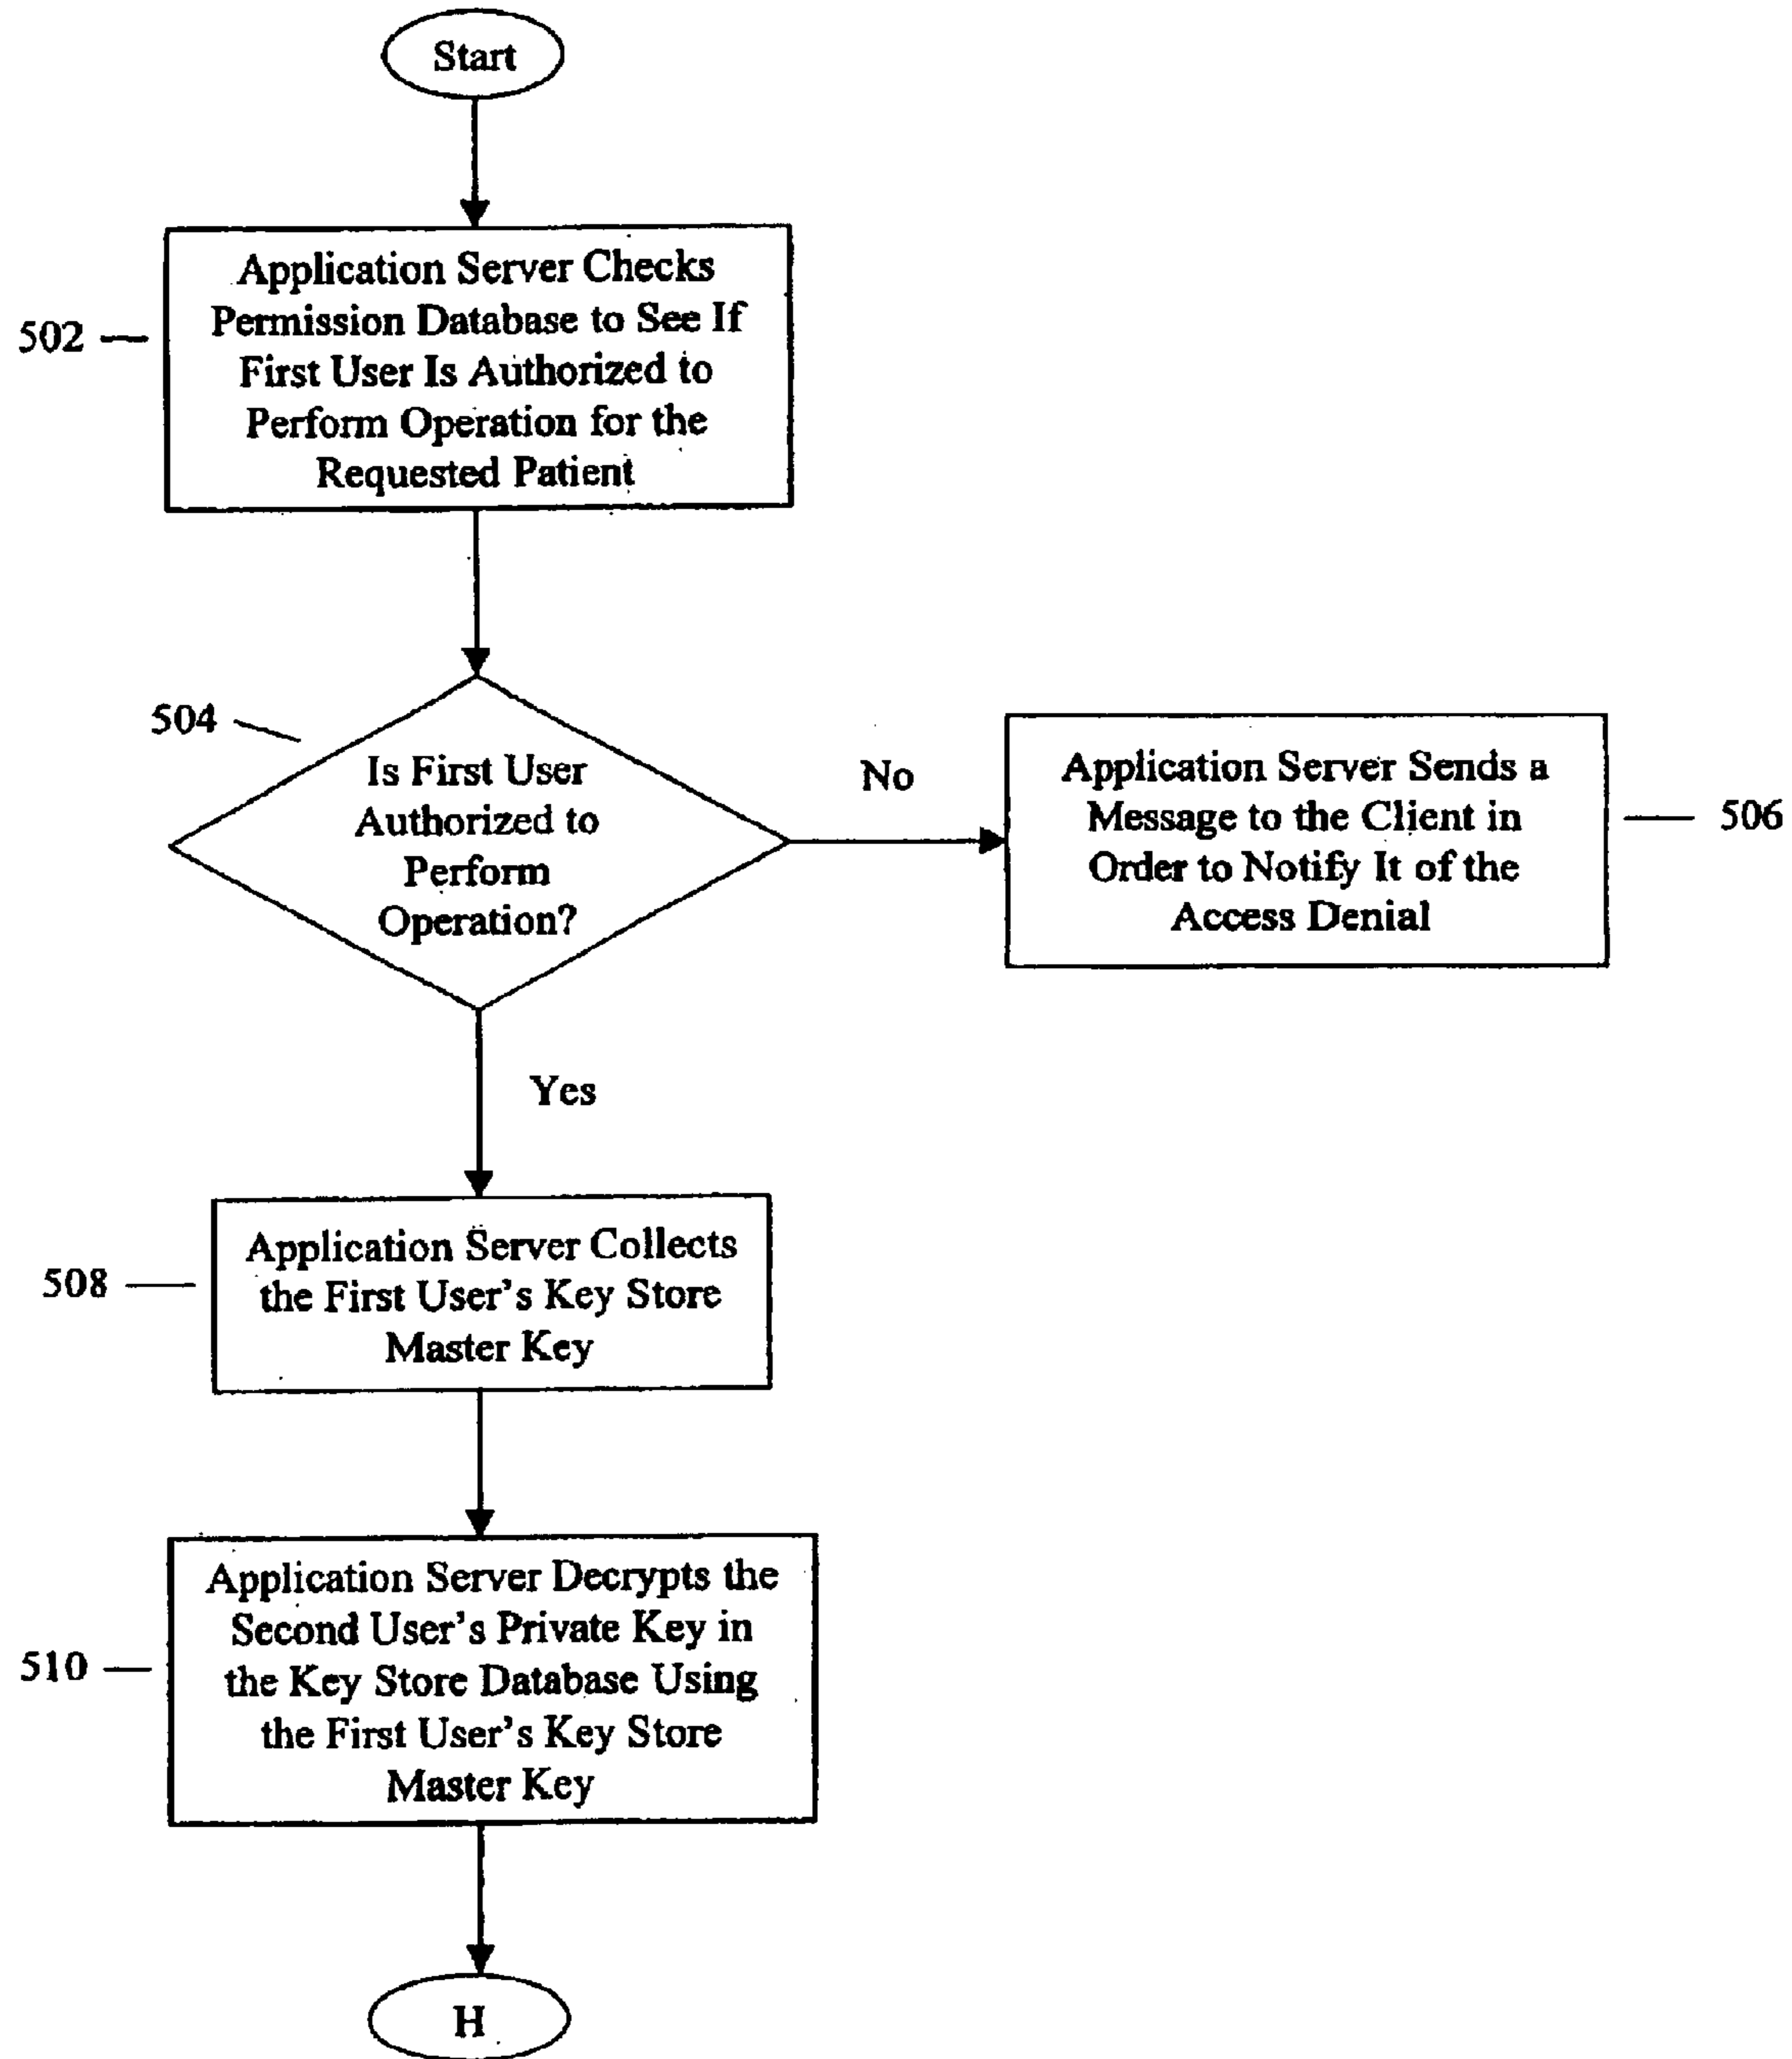 Start
502
Application Server Checks
Permission Database to See If
First User Is Authorized to
Perform Operation for the
Requested Patient
504
Is First User
Authorized to
Perform
Operation?
No
Application Server Sends a
Message to the Client in
Order to Notify It of the
Access Denial
506
Yes
508
Application Server Collects
the First User's Key Store
Master Key
510
Application Server Decrypts the
Second User's Private Key in
the Key Store Database Using
the First User's Key Store
Master Key
H